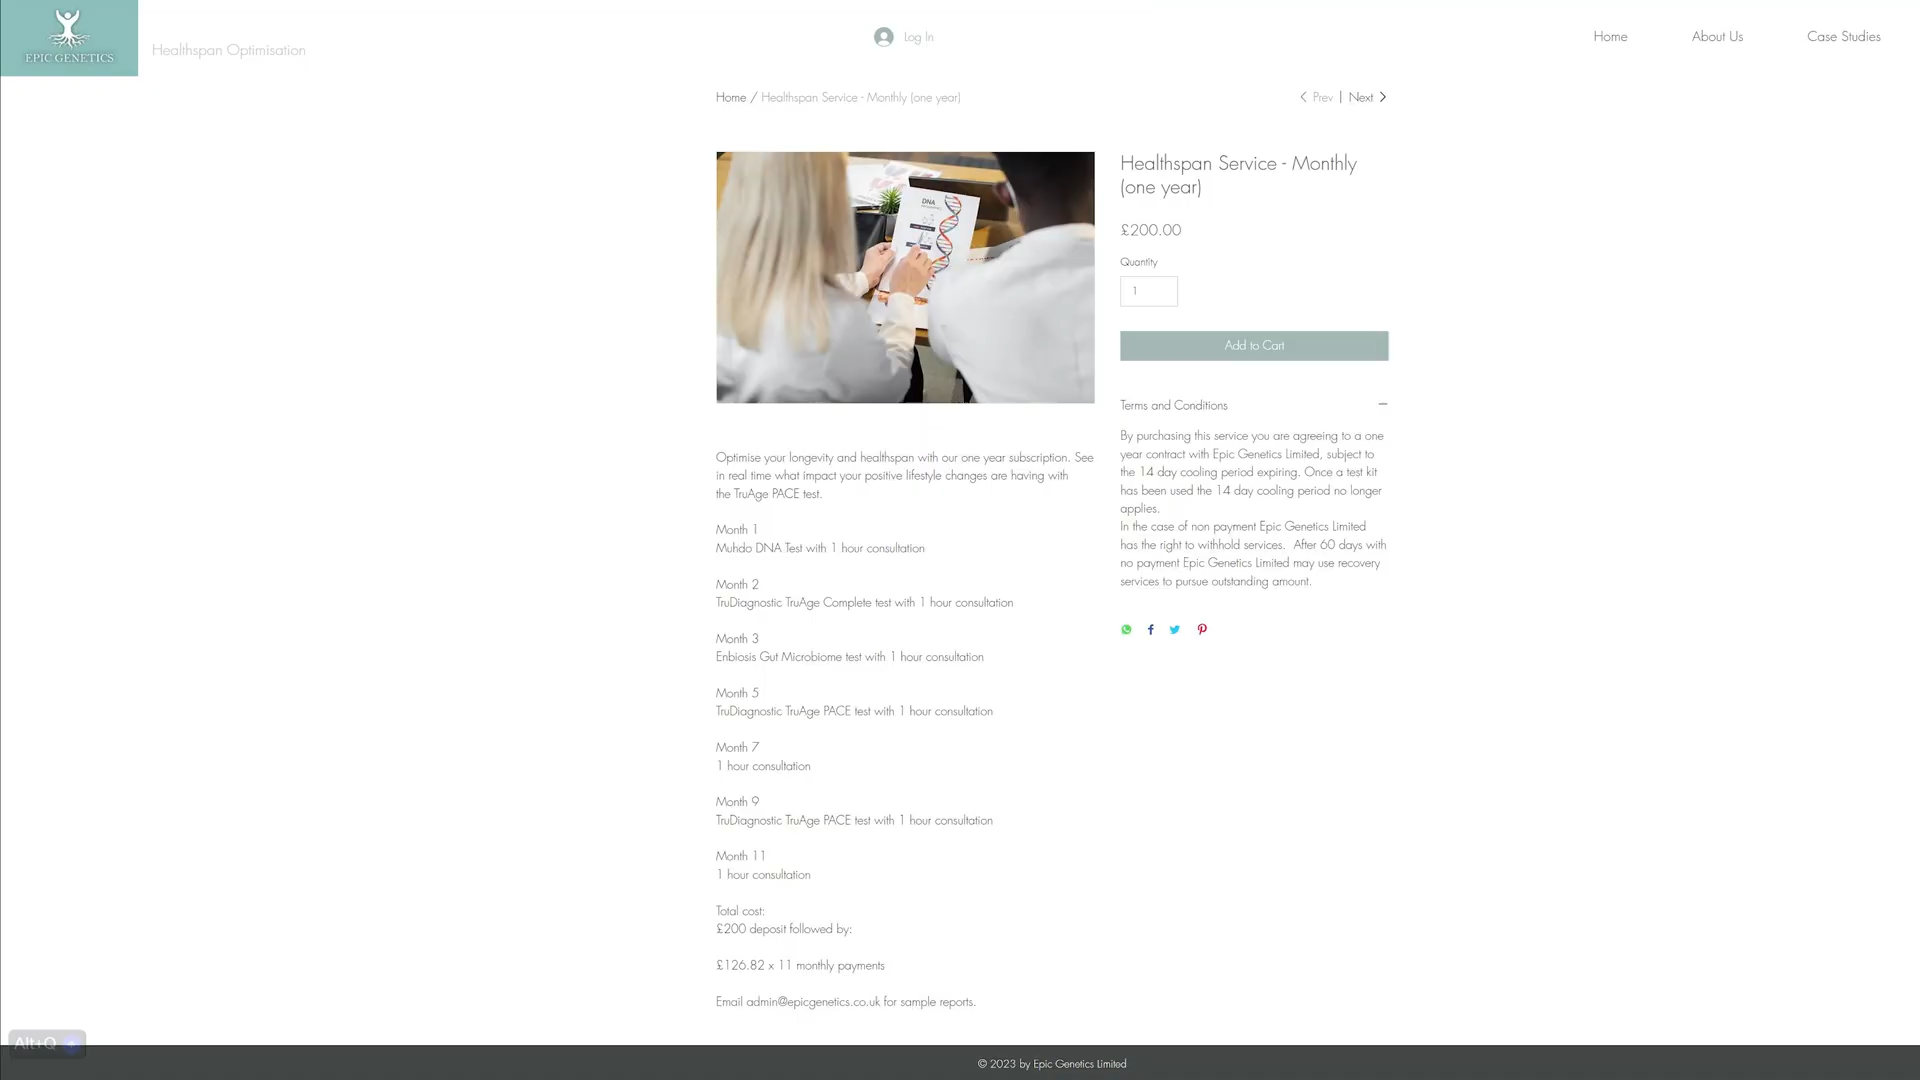 EPIC GENETICS
Healthspan Optimisation
Log In
Home
About Us
Case Studies
Home / Healthspan Service - Monthly (one year)
Prev | Next
DNA
Healthspan Service - Monthly
(one year)
£200.00
Quantity
1
Add to Cart
Terms and Conditions
By purchasing this service you are agreeing to a one
year contract with Epic Genetics Limited, subject to
the 14 day cooling period expiring. Once a test kit
has been used the 14 day cooling period no longer
applies.
In the case of non payment Epic Genetics Limited
has the right to withhold services.  After 60 days with
no payment Epic Genetics Limited may use recovery
services to pursue outstanding amount.
Optimise your longevity and healthspan with our one year subscription. See
in real time what impact your positive lifestyle changes are having with
the TruAge PACE test.
Month 1
Muhdo DNA Test with 1 hour consultation
Month 2
TruDiagnostic TruAge Complete test with 1 hour consultation
Month 3
Enbiosis Gut Microbiome test with 1 hour consultation
Month 5
TruDiagnostic TruAge PACE test with 1 hour consultation
Month 7
1 hour consultation
Month 9
TruDiagnostic TruAge PACE test with 1 hour consultation
Month 11
1 hour consultation
Total cost:
£200 deposit followed by:
£126.82 x 11 monthly payments
Email admin@epicgenetics.co.uk for sample reports.
Alt+Q
© 2023 by Epic Genetics Limited